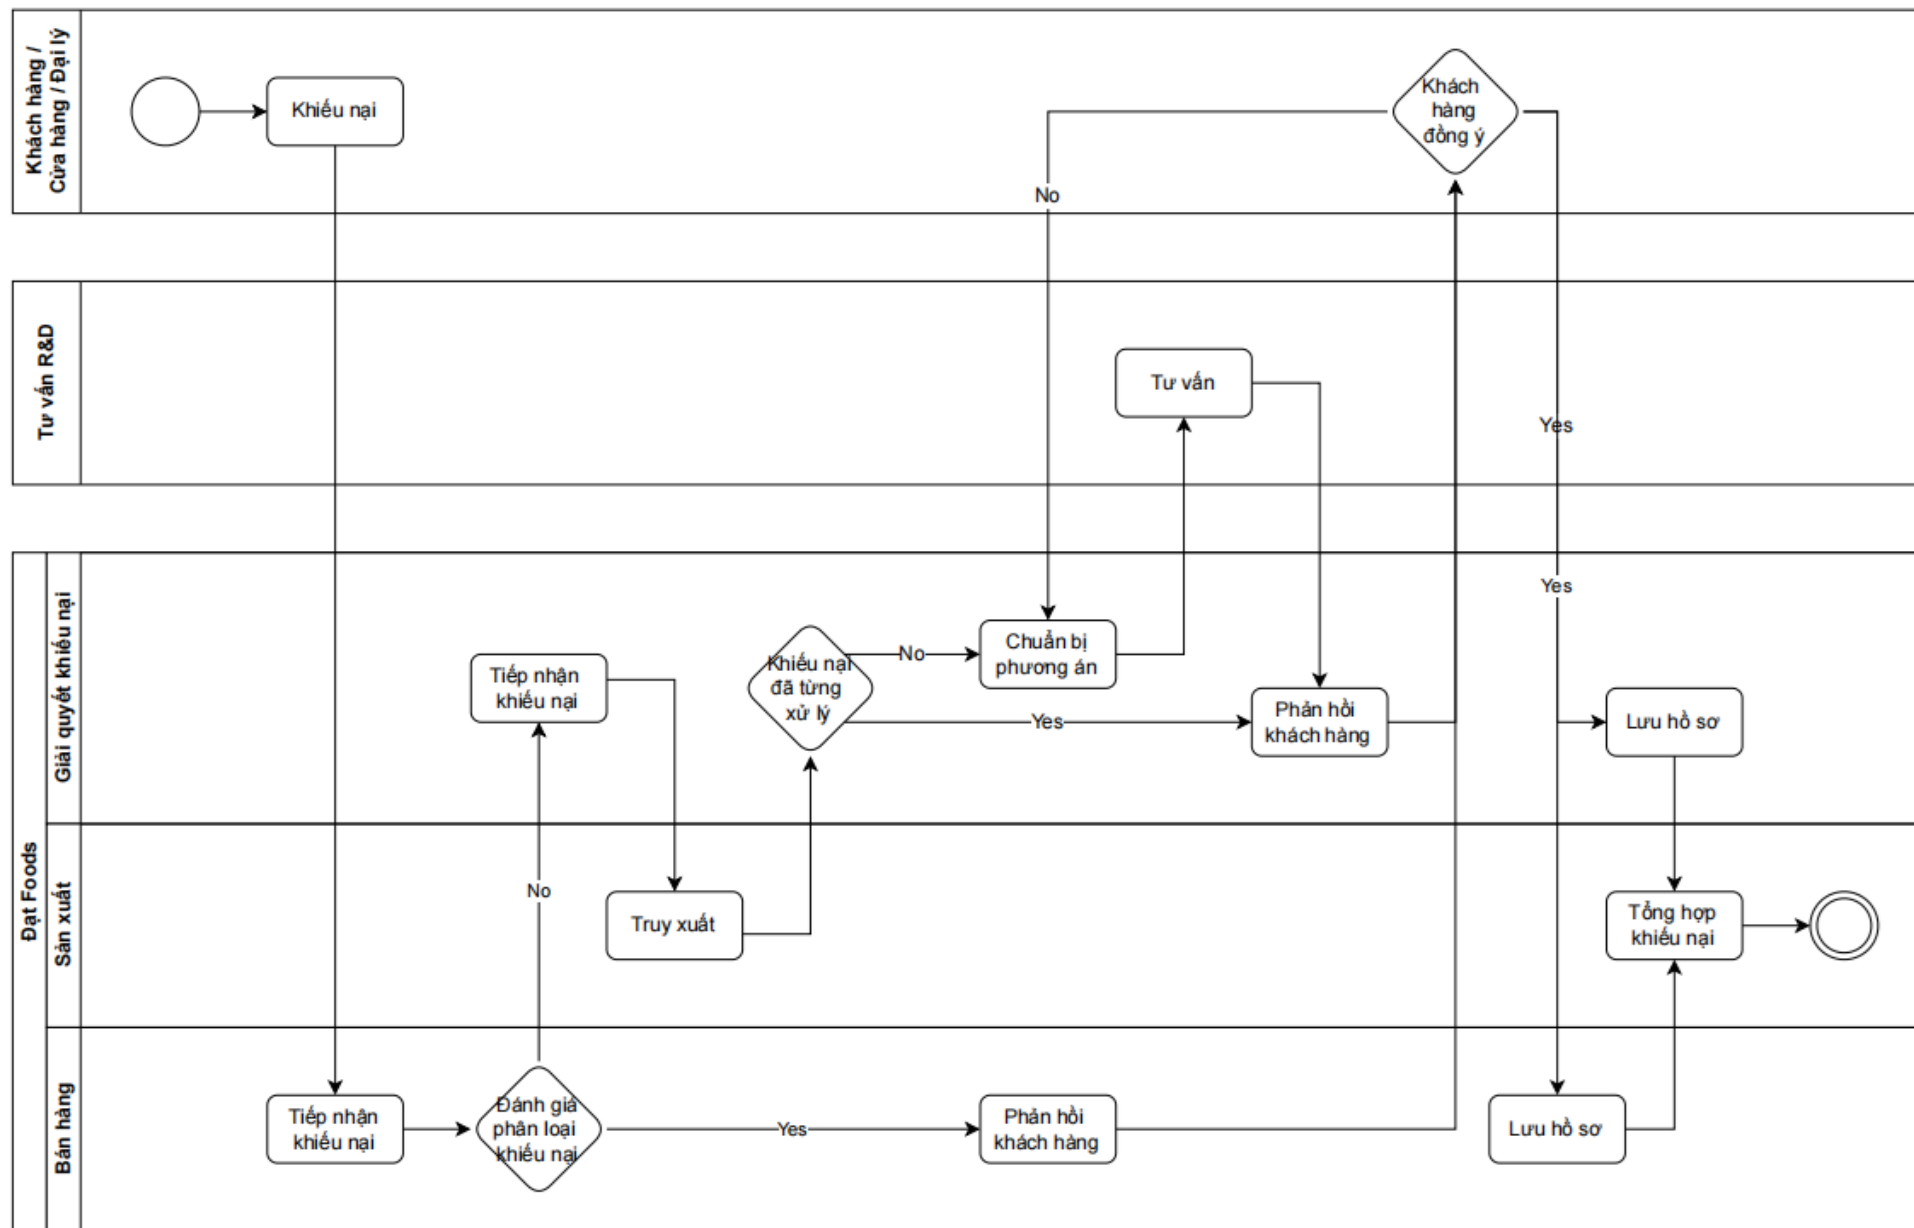 Khách hàng /
Cửa hàng / Đại lý
Khiếu nại
Khách
hàng
đồng ý
No
Tư vấn R&D
Tư vấn
Yes
Đạt Foods
Giải quyết khiếu nại
Tiếp nhận
khiếu nại
Khiếu nại
đã từng
xử lý
No
Chuẩn bị
phương án
Yes
Phản hồi
khách hàng
Yes
Lưu hồ sơ
Sản xuất
No
Truy xuất
Tổng hợp
khiếu nại
Bán hàng
Tiếp nhận
khiếu nại
Đánh giá
phân loại
khiếu nại
Yes
Phản hồi
khách hàng
Lưu hồ sơ